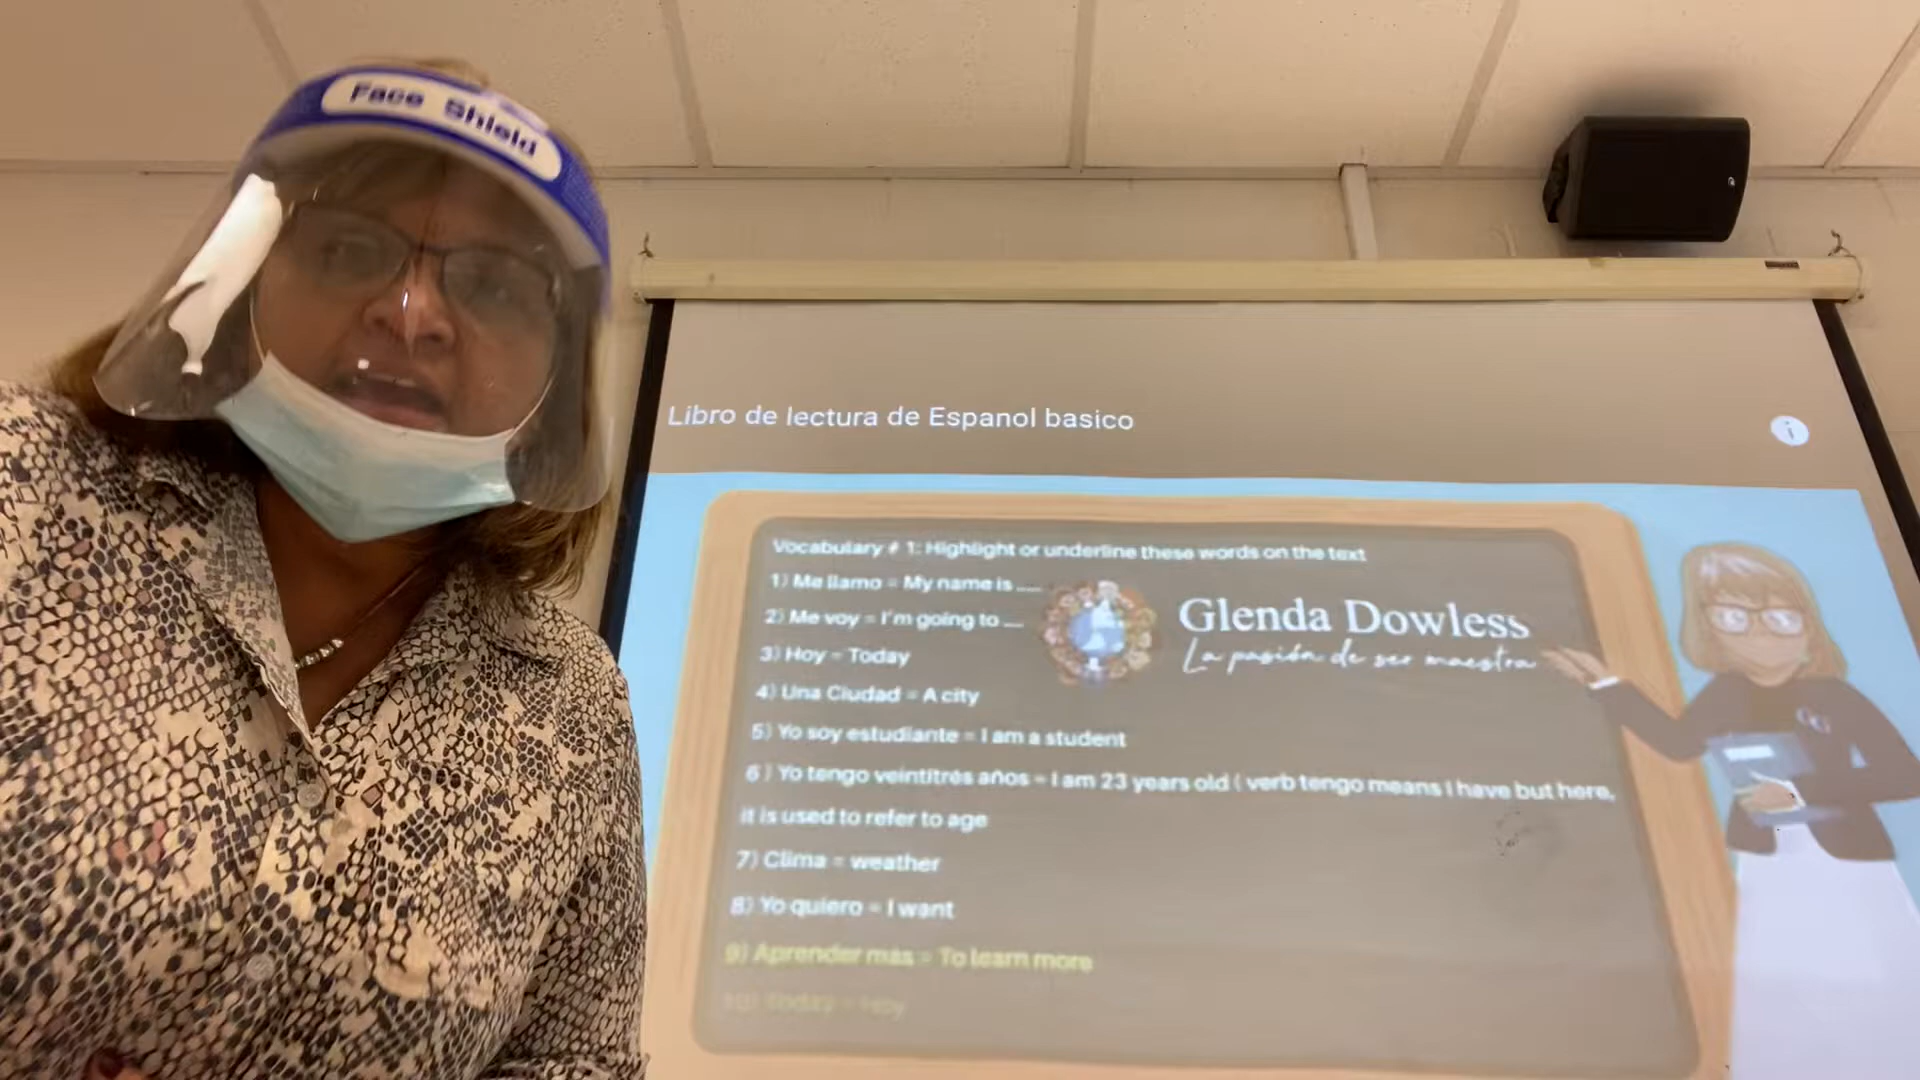 Face Shield
Libro de lectura de Espanol basico
i
Vocabulary # 1: Highlight or underline these words on the text
1) Me llamo = My name is ....
2) Me voy = I'm going to ...
3) Hoy = Today
4) Una Ciudad = A city
5) Yo soy estudiante = I am a student
6 ) Yo tengo veintitrés años = I am 23 years old ( verb tengo means I have but here,
it is used to refer to age
7) Clima = weather
8) Yo quiero = I want
9) Aprender más = To learn more
10) Today = Hoy
Glenda Dowless
La pasión de ser maestra